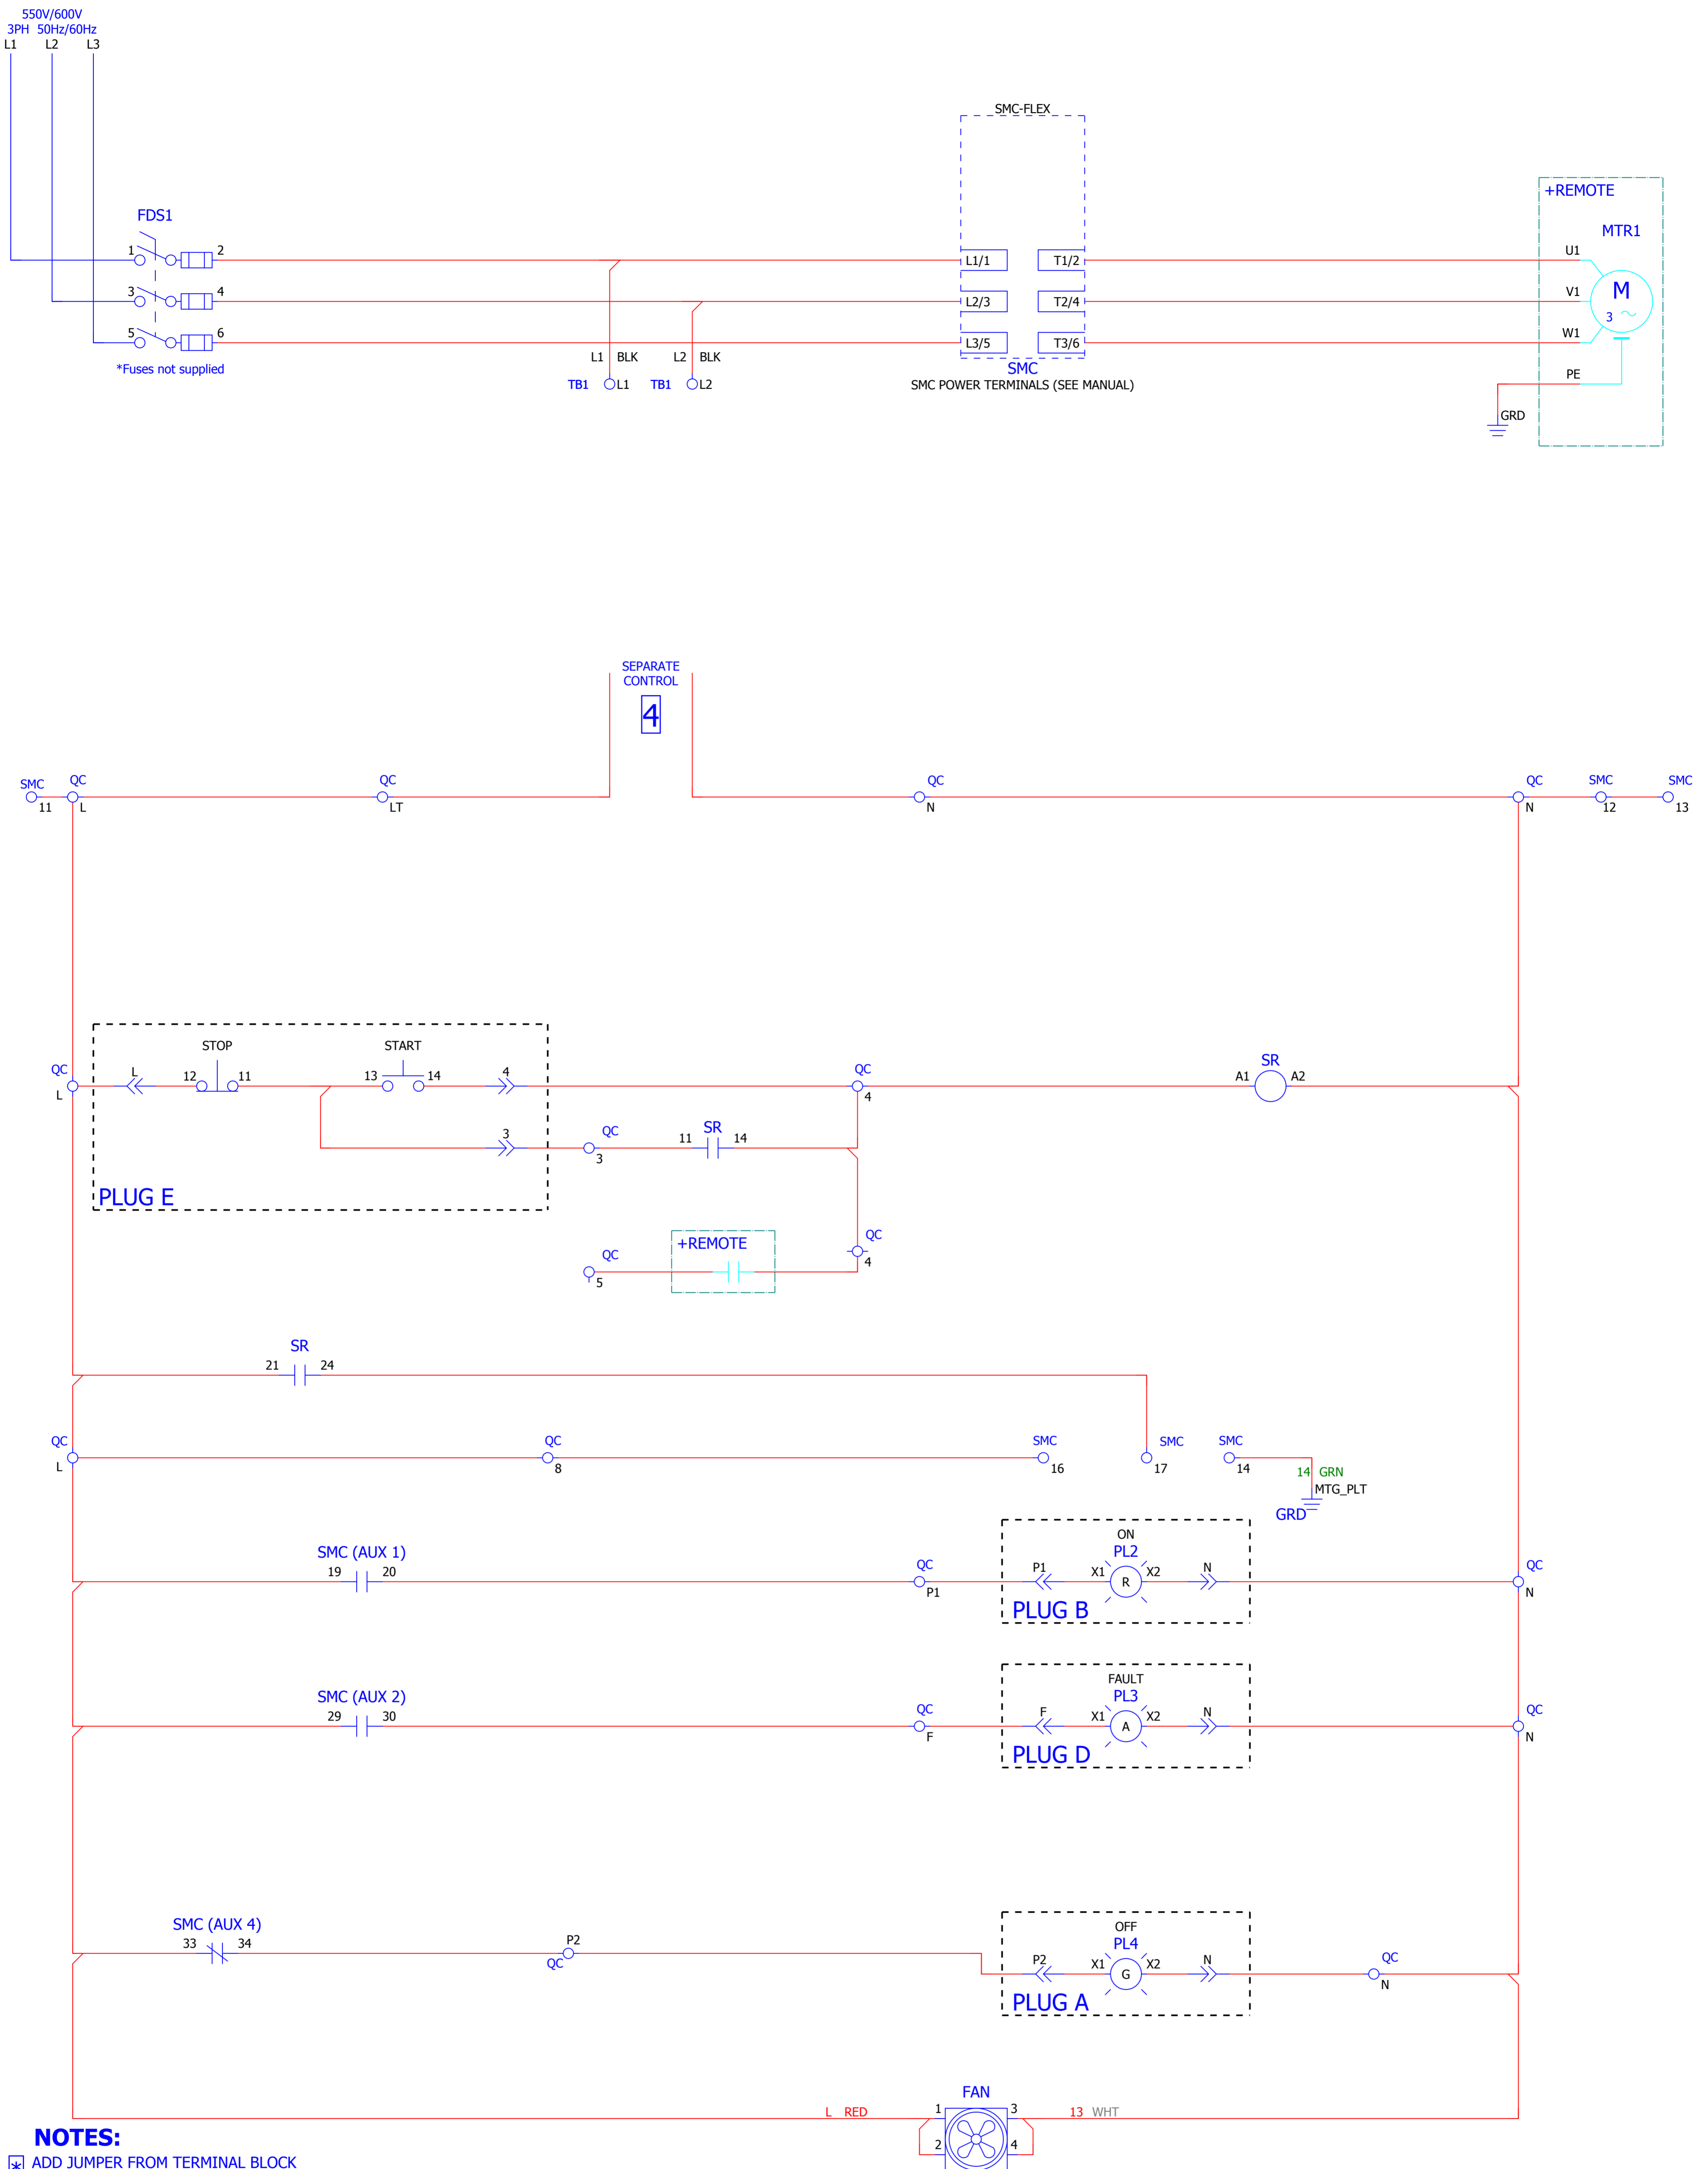 550V/600V
3PH 50Hz/60Hz
L1 L2 L3
SMC-FLEX
+REMOTE
FDS1
MTR1
1 2 L1/1 T1/2 U1
3 4 L2/3 T2/4 V1 M
3
5 6 L3/5 T3/6 W1
*Fuses not supplied
L1 BLK L2 BLK
SMC
PE
TB1 L1 TB1 L2
SMC POWER TERMINALS (SEE MANUAL)
GRD
SEPARATE
CONTROL
4
SMC QC QC QC QC SMC SMC
11 L LT N N 12 13
STOP START
QC L 12 11 13 14 4 QC A1 SR A2
L 4
3 QC 11 SR 14
3
PLUG E
+REMOTE
QC QC
5 4
SR
21 24
QC QC SMC SMC SMC
L 8 16 17 14
14 GRN
MTG_PLT
GRD
ON
SMC (AUX 1) PL2
19 20 QC P1 X1 R X2 N QC
P1 N
PLUG B
FAULT
SMC (AUX 2) PL3
29 30 QC F X1 A X2 N QC
F N
PLUG D
OFF
SMC (AUX 4) PL4
33 34 P2 P2 X1 G X2 N QC
QC N
PLUG A
FAN
L RED 1 3 13 WHT
2 4
NOTES:
* ADD JUMPER FROM TERMINAL BLOCK